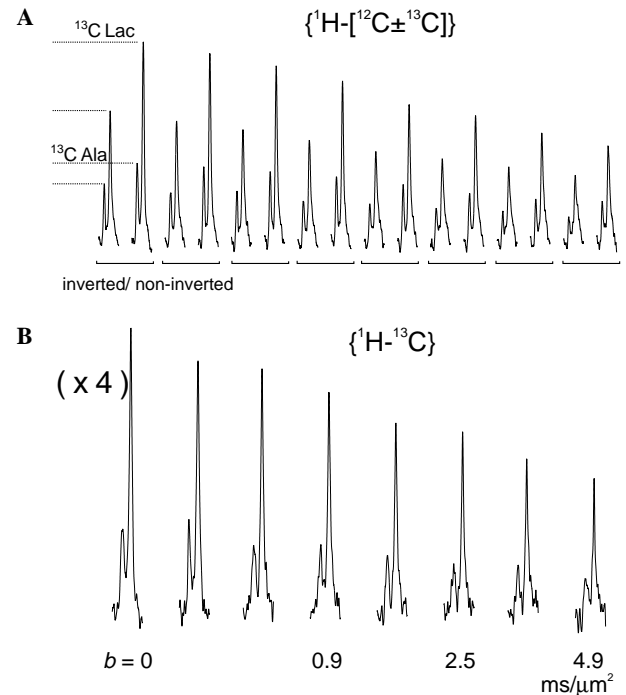 A
{¹H-[¹²C±¹³C]}
¹³C Lac
¹³C Ala
inverted/ non-inverted
B
{¹H-¹³C}
( x 4 )
b = 0 0.9 2.5 4.9
ms/μm²